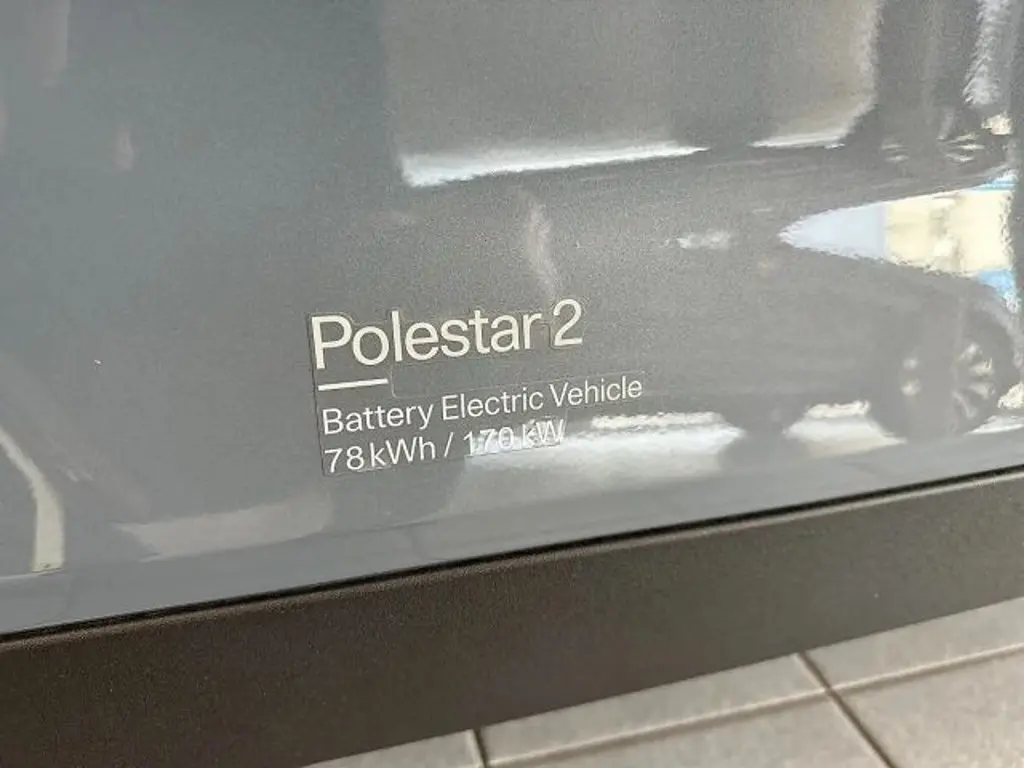 Polestar 2
Battery Electric Vehicle
78 kWh / 170 kW